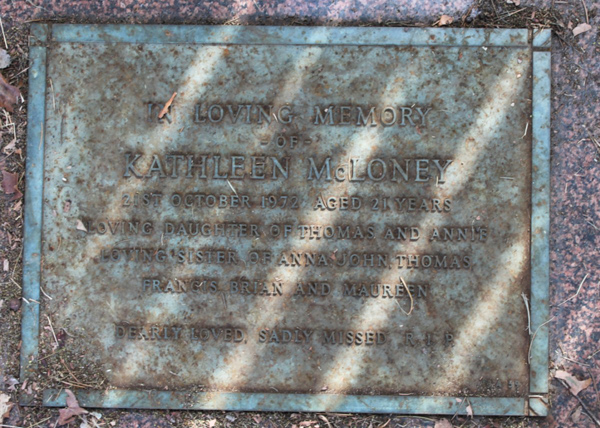 IN LOVING MEMORY
-OF-
KATHLEEN McLONEY
21ST OCTOBER 1972 AGED 21 YEARS
LOVING DAUGHTER OF THOMAS AND ANNIE
LOVING SISTER OF ANNA JOHN THOMAS
FRANCIS, BRIAN AND MAUREEN
DEARLY LOVED, SADLY MISSED. R.I.P.